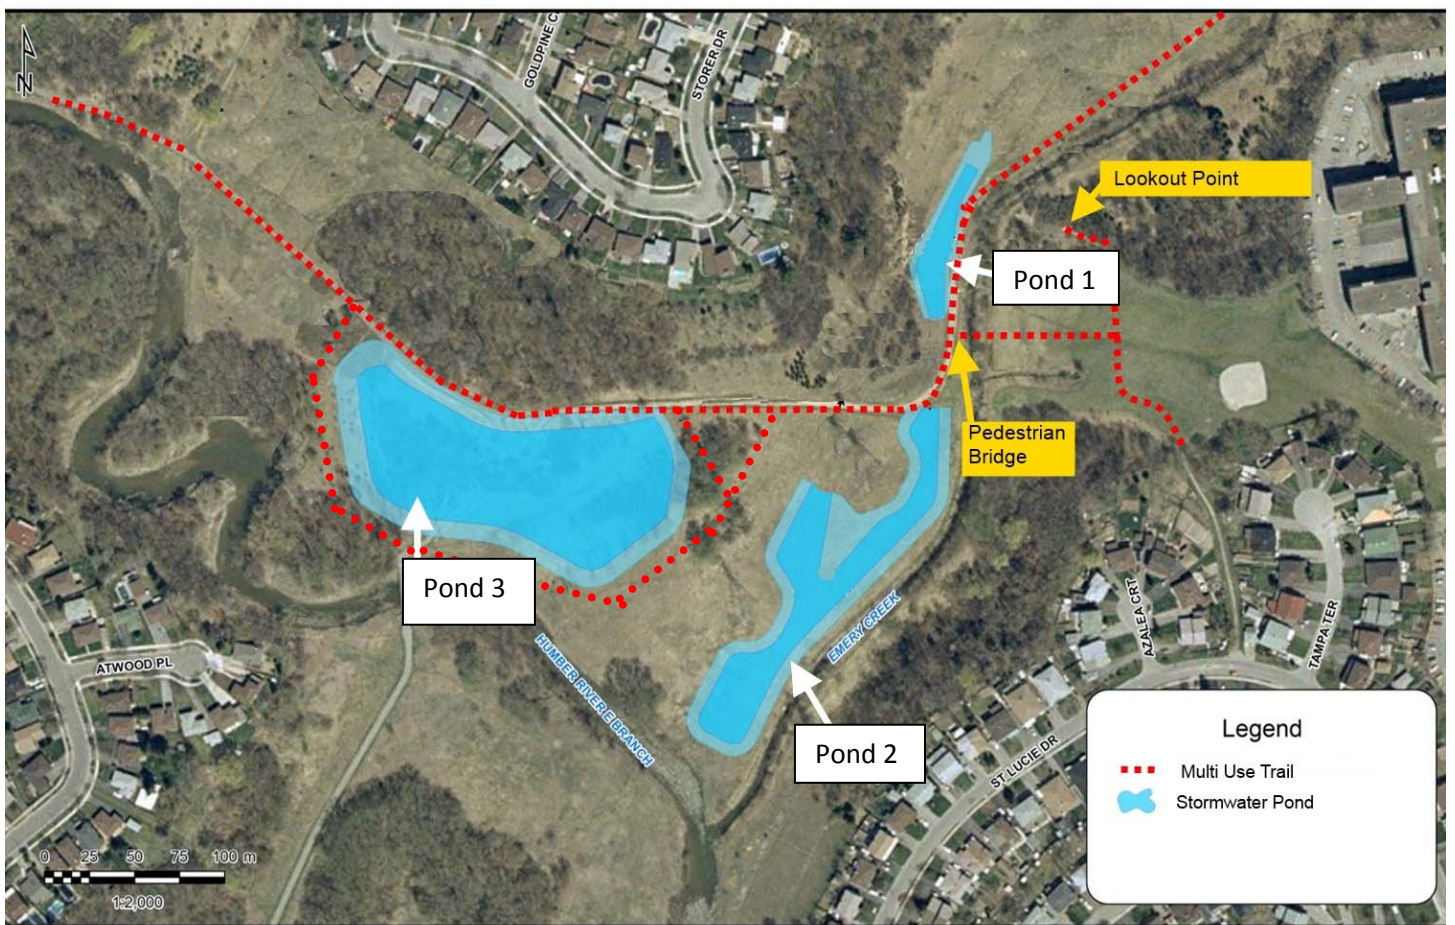 GOLDPINE C
STORER DR
N
Lookout Point
Pond 1
Pedestrian
Bridge
Pond 3
ATWOOD PL
HUMBER RIVER E BRANCH
EMERY CREEK
AZALEA CRT
TAMPA TER
Pond 2
ST LUCIE DR
Legend
Multi Use Trail
Stormwater Pond
0 25 50 75 100 m
1:2,000